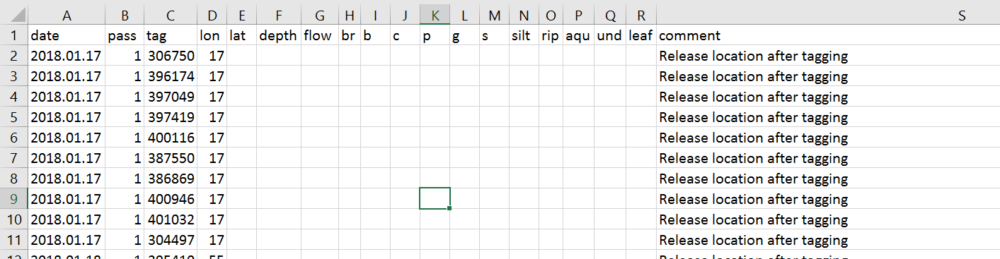 A B C D E F G H I J K L M N O P Q R S
1 date pass tag lon lat depth flow br b c p g s silt rip aqu und leaf comment
2 2018.01.17 1 306750 17 Release location after tagging
3 2018.01.17 1 396174 17 Release location after tagging
4 2018.01.17 1 397049 17 Release location after tagging
5 2018.01.17 1 397419 17 Release location after tagging
6 2018.01.17 1 400116 17 Release location after tagging
7 2018.01.17 1 387550 17 Release location after tagging
8 2018.01.17 1 386869 17 Release location after tagging
9 2018.01.17 1 400946 17 Release location after tagging
10 2018.01.17 1 401032 17 Release location after tagging
11 2018.01.17 1 304497 17 Release location after tagging